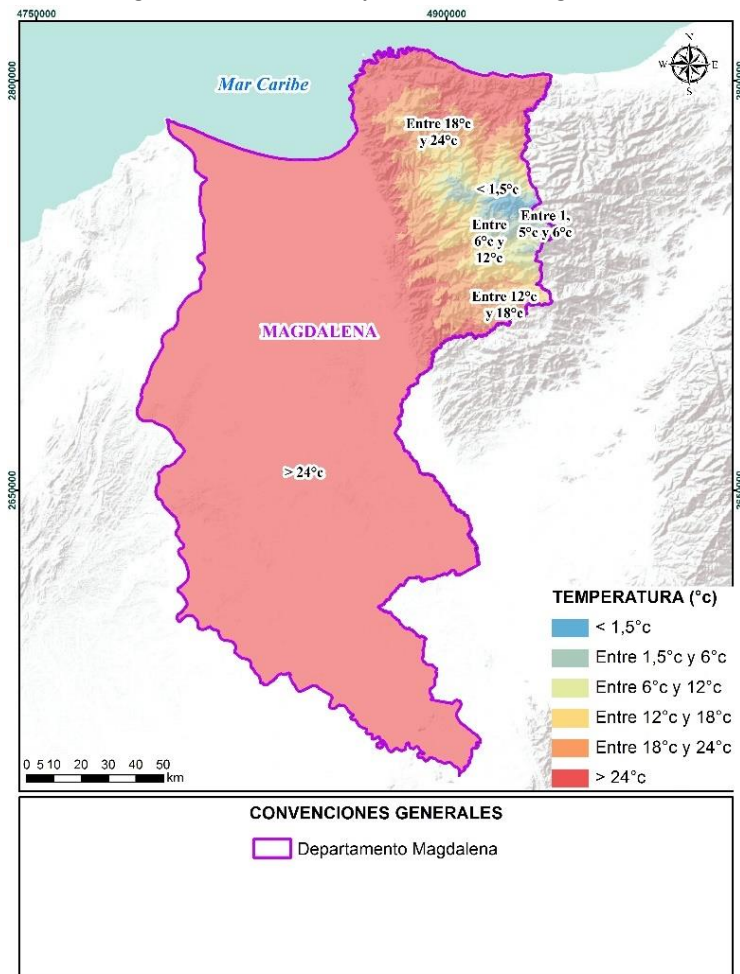 4750000
4900000
2800000
2800000
N
W
E
S
Mar Caribe
Entre 18°c
y 24°c
< 1,5°c
Entre 1,
5°c y 6°c
Entre
6°c y
12°c
Entre 12°c
y 18°c
MAGDALENA
> 24°c
2650000
2650000
TEMPERATURA (°c)
< 1,5°c
Entre 1,5°c y 6°c
Entre 6°c y 12°c
Entre 12°c y 18°c
Entre 18°c y 24°c
> 24°c
0 5 10 20 30 40 50
km
CONVENCIONES GENERALES
Departamento Magdalena